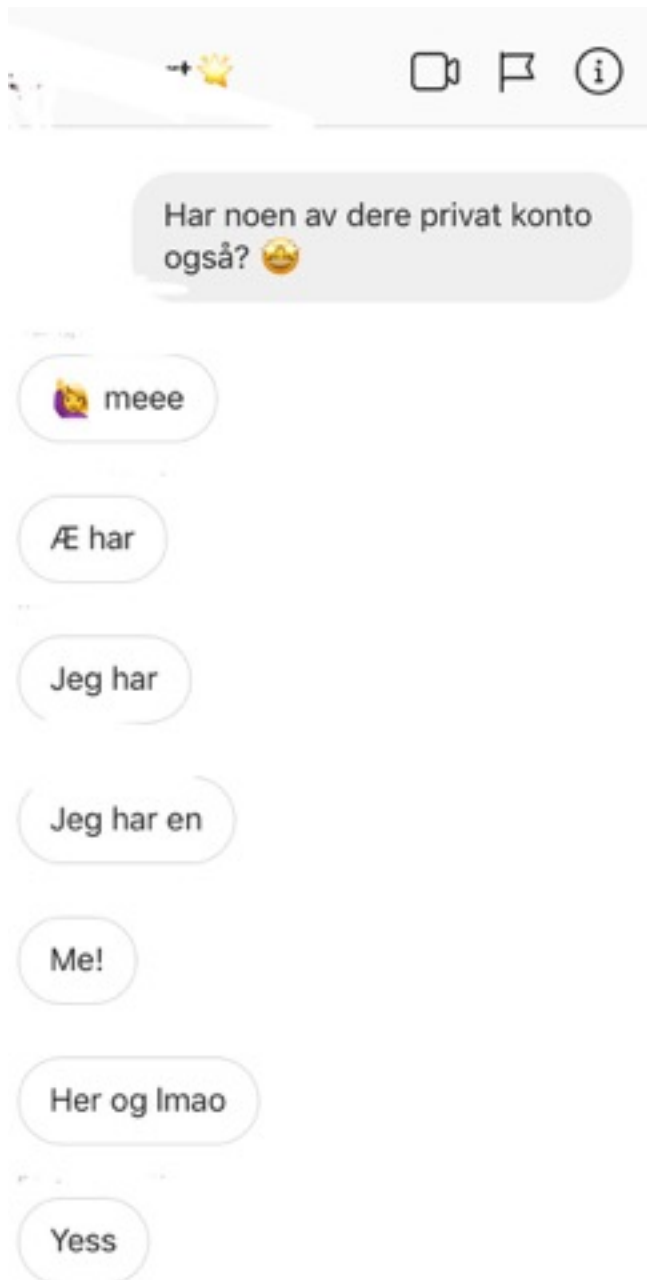 Har noen av dere privat konto
også? 🤩
🙋‍♀️ meee
Æ har
Jeg har
Jeg har en
Me!
Her og lmao
Yess